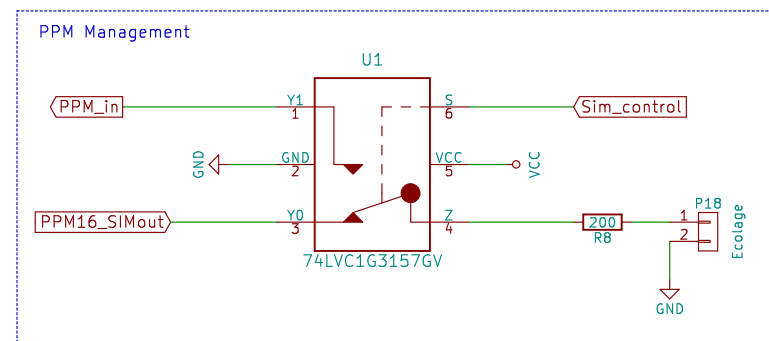 PPM Management
U1
PPM_in
Y1
1
S
6
Sim_control
GND
GND
2
VCC
5
VCC
PPM16_SIMout
Y0
3
Z
4
200
R8
P18
1
2
Ecolage
74LVC1G3157GV
GND